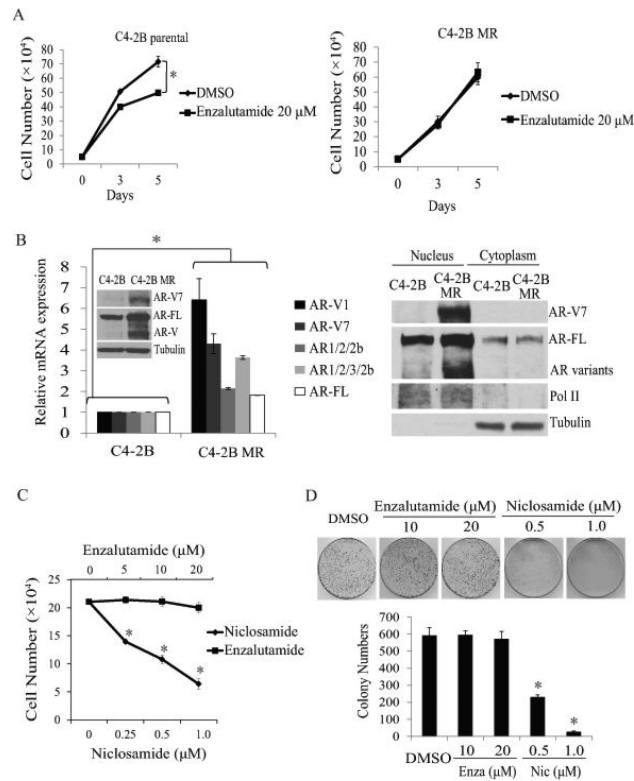 A
C4-2B parental
Cell Number (×10⁴)
80
70
60
50
40
30
20
10
0
*
DMSO
Enzalutamide 20 µM
0 3 5
Days
C4-2B MR
Cell Number (×10⁴)
80
70
60
50
40
30
20
10
0
DMSO
Enzalutamide 20 µM
0 3 5
Days
B
*
Relative mRNA expression
8
7
6
5
4
3
2
1
C4-2B C4-2B MR
AR-V7
AR-FL
AR-V
Tubulin
C4-2B
C4-2B MR
AR-V1
AR-V7
AR1/2/2b
AR1/2/3/2b
AR-FL
Nucleus Cytoplasm
C4-2B
C4-2B MR
C4-2B
C4-2B MR
AR-V7
AR-FL
AR variants
Pol II
Tubulin
C
Enzalutamide (µM)
0 5 10 20
Cell Number (×10⁴)
25
20
15
10
5
0
*
*
*
Niclosamide
Enzalutamide
0 0.25 0.5 1.0
Niclosamide (µM)
D
DMSO
Enzalutamide (µM)
10 20
Niclosamide (µM)
0.5 1.0
Colony Numbers
700
600
500
400
300
200
100
0
*
*
DMSO 10 20 0.5 1.0
Enza (µM) Nic (µM)